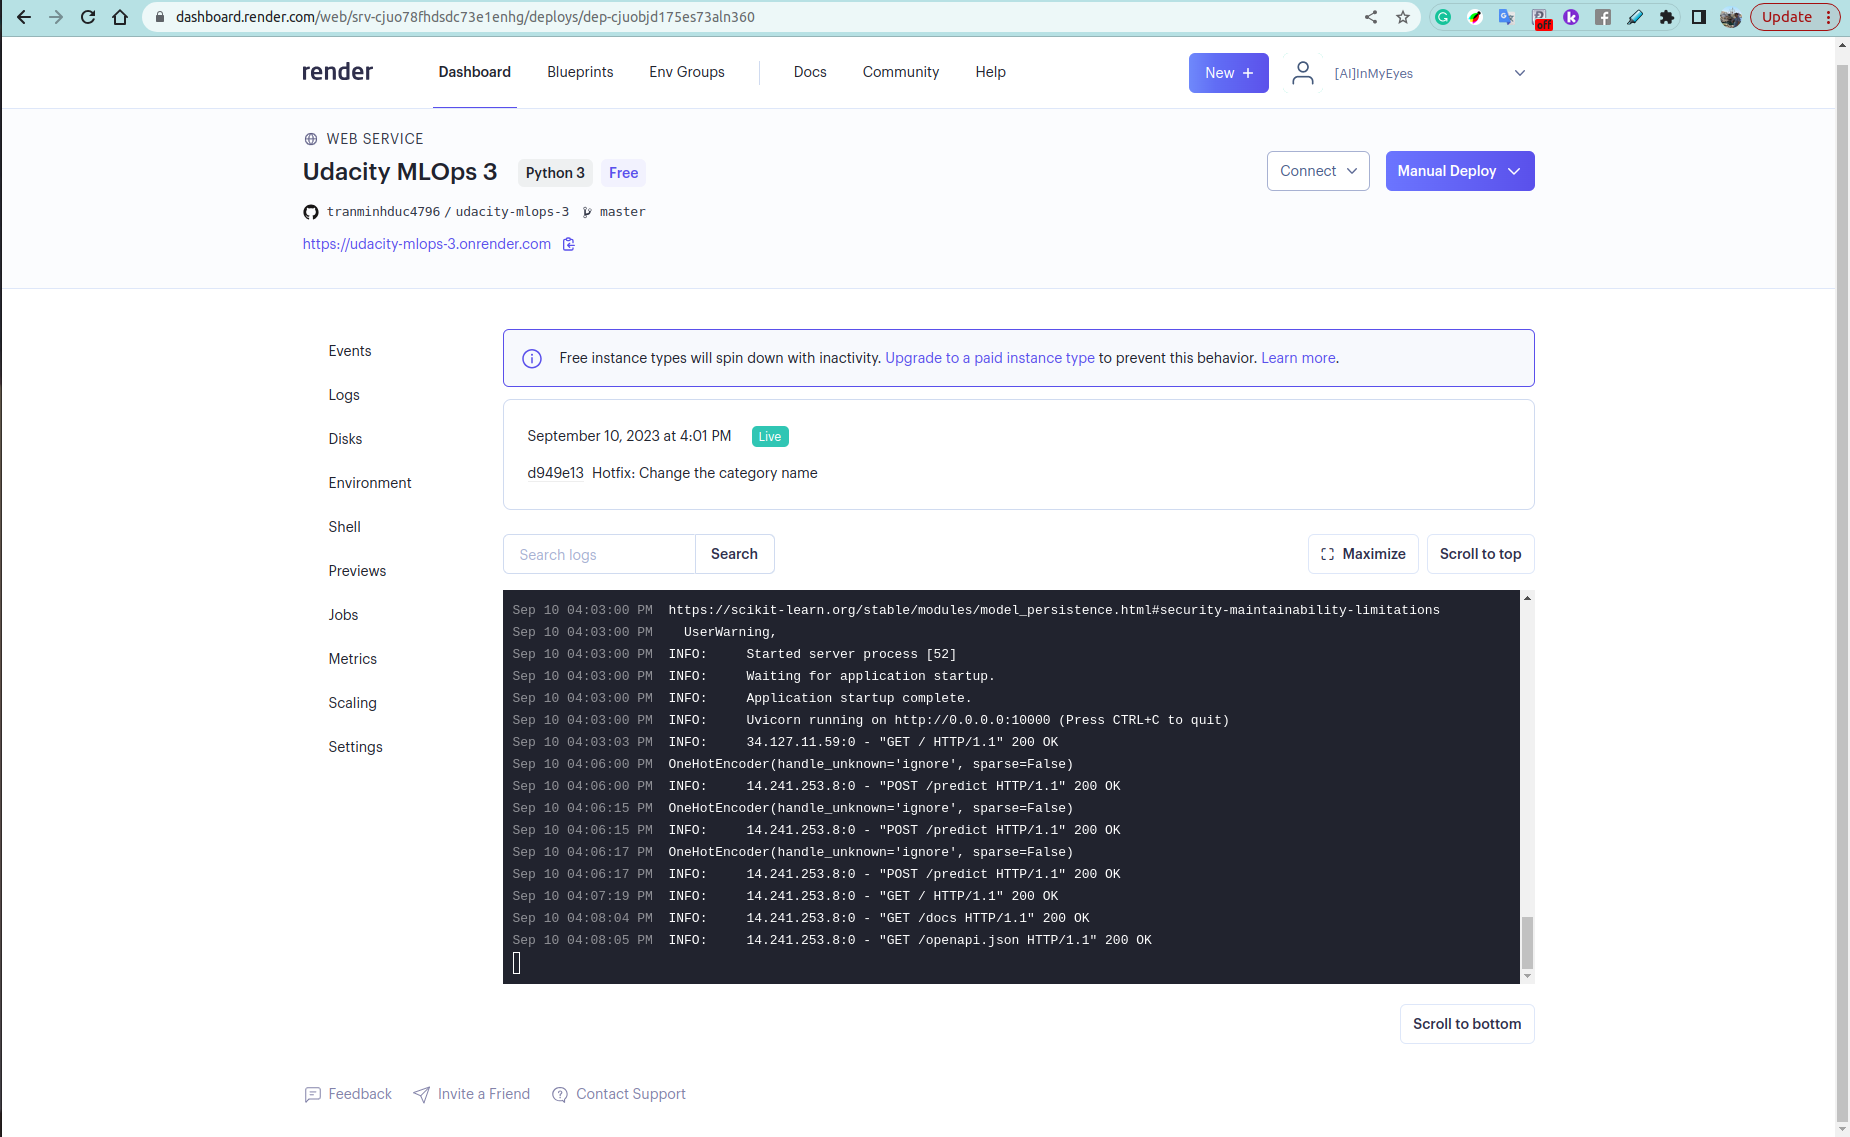 dashboard.render.com/web/srv-cjuo78fhdsdc73e1enhg/deploys/dep-cjuobjd175es73aln360
off
Update
render
Dashboard
Blueprints
Env Groups
Docs
Community
Help
New +
[AI]InMyEyes
WEB SERVICE
Udacity MLOps 3 Python 3 Free
Connect
Manual Deploy
tranminhduc4796 / udacity-mlops-3 master
https://udacity-mlops-3.onrender.com
Events
Logs
Disks
Environment
Shell
Previews
Jobs
Metrics
Scaling
Settings
Free instance types will spin down with inactivity. Upgrade to a paid instance type to prevent this behavior. Learn more.
September 10, 2023 at 4:01 PM Live
d949e13 Hotfix: Change the category name
Search logs
Search
Maximize
Scroll to top
Sep 10 04:03:00 PM https://scikit-learn.org/stable/modules/model_persistence.html#security-maintainability-limitations
Sep 10 04:03:00 PM UserWarning,
Sep 10 04:03:00 PM INFO: Started server process [52]
Sep 10 04:03:00 PM INFO: Waiting for application startup.
Sep 10 04:03:00 PM INFO: Application startup complete.
Sep 10 04:03:00 PM INFO: Uvicorn running on http://0.0.0.0:10000 (Press CTRL+C to quit)
Sep 10 04:03:03 PM INFO: 34.127.11.59:0 - "GET / HTTP/1.1" 200 OK
Sep 10 04:06:00 PM OneHotEncoder(handle_unknown='ignore', sparse=False)
Sep 10 04:06:00 PM INFO: 14.241.253.8:0 - "POST /predict HTTP/1.1" 200 OK
Sep 10 04:06:15 PM OneHotEncoder(handle_unknown='ignore', sparse=False)
Sep 10 04:06:15 PM INFO: 14.241.253.8:0 - "POST /predict HTTP/1.1" 200 OK
Sep 10 04:06:17 PM OneHotEncoder(handle_unknown='ignore', sparse=False)
Sep 10 04:06:17 PM INFO: 14.241.253.8:0 - "POST /predict HTTP/1.1" 200 OK
Sep 10 04:07:19 PM INFO: 14.241.253.8:0 - "GET / HTTP/1.1" 200 OK
Sep 10 04:08:04 PM INFO: 14.241.253.8:0 - "GET /docs HTTP/1.1" 200 OK
Sep 10 04:08:05 PM INFO: 14.241.253.8:0 - "GET /openapi.json HTTP/1.1" 200 OK
Scroll to bottom
Feedback
Invite a Friend
Contact Support